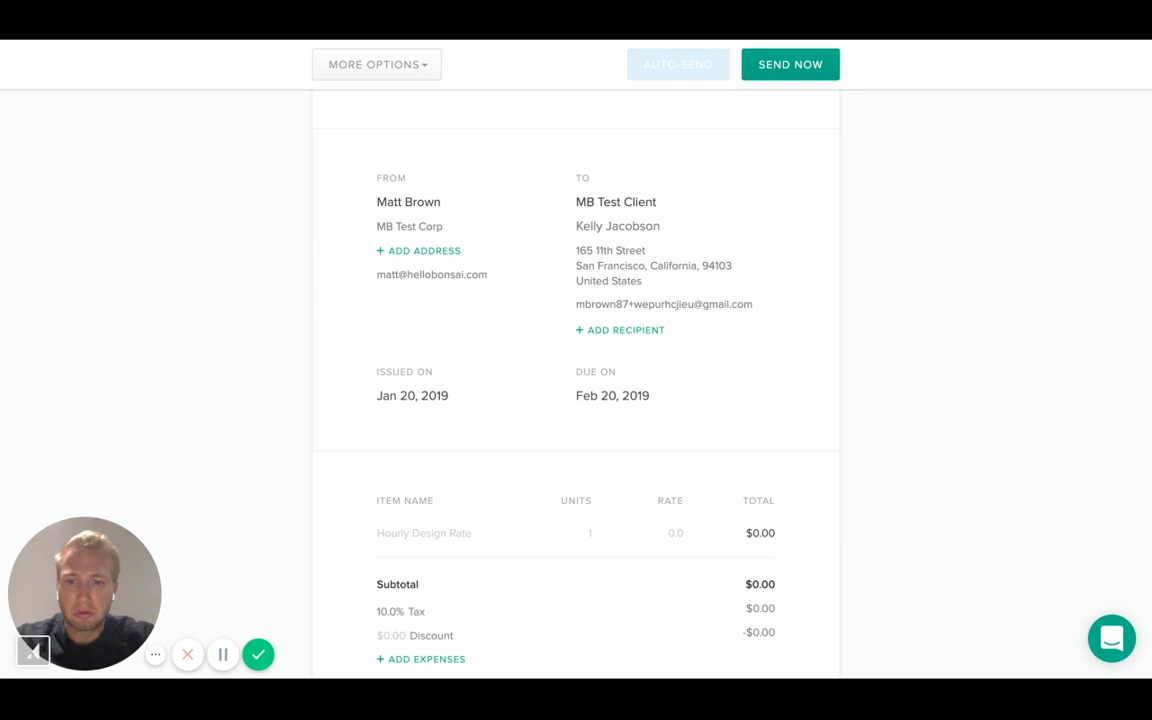 MORE OPTIONS
AUTO-SEND
SEND NOW
FROM
TO
Matt Brown
MB Test Client
MB Test Corp
Kelly Jacobson
+ ADD ADDRESS
165 11th Street
San Francisco, California, 94103
matt@hellobonsai.com
United States
mbrown87+wepurhcjieu@gmail.com
+ ADD RECIPIENT
ISSUED ON
DUE ON
Jan 20, 2019
Feb 20, 2019
ITEM NAME UNITS RATE TOTAL
Hourly Design Rate 1 0.0 $0.00
Subtotal $0.00
10.0% Tax $0.00
$0.00 Discount -$0.00
+ ADD EXPENSES